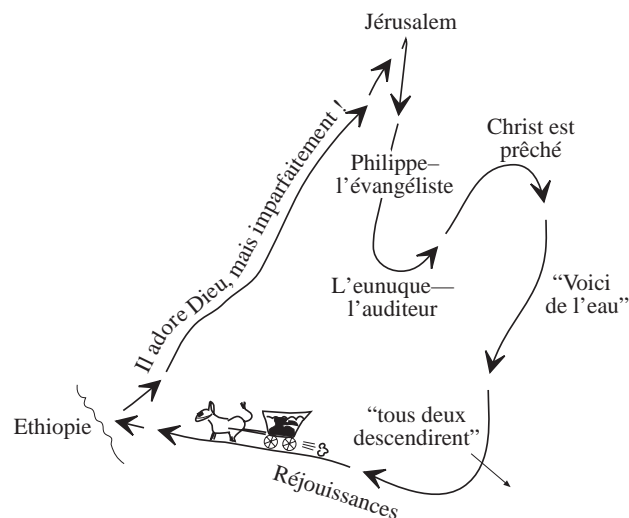 Jérusalem
Il adore Dieu, mais imparfaitement !
Philippe–
l’évangéliste
Christ est
prêché
L’eunuque—
l’auditeur
“Voici
de l’eau”
“tous deux
descendirent”
Ethiopie
Réjouissances